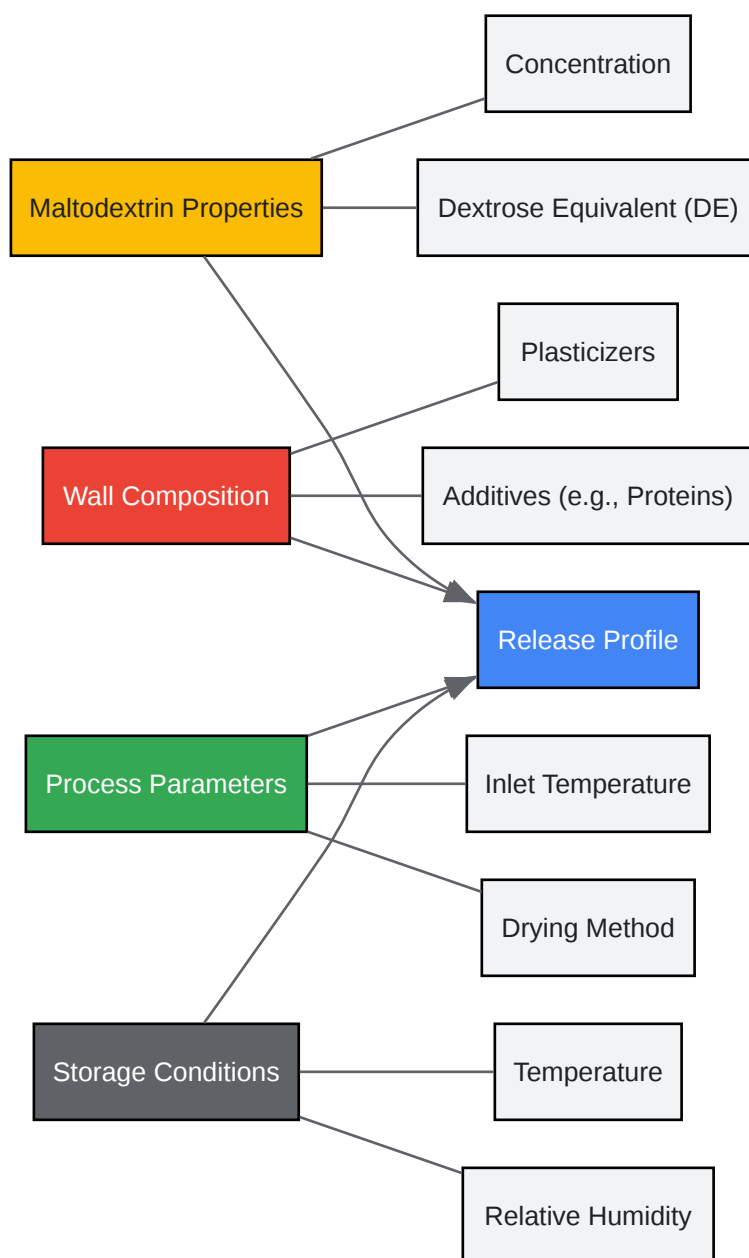 Concentration
Maltodextrin Properties
Dextrose Equivalent (DE)
Plasticizers
Wall Composition
Additives (e.g., Proteins)
Release Profile
Process Parameters
Inlet Temperature
Drying Method
Storage Conditions
Temperature
Relative Humidity